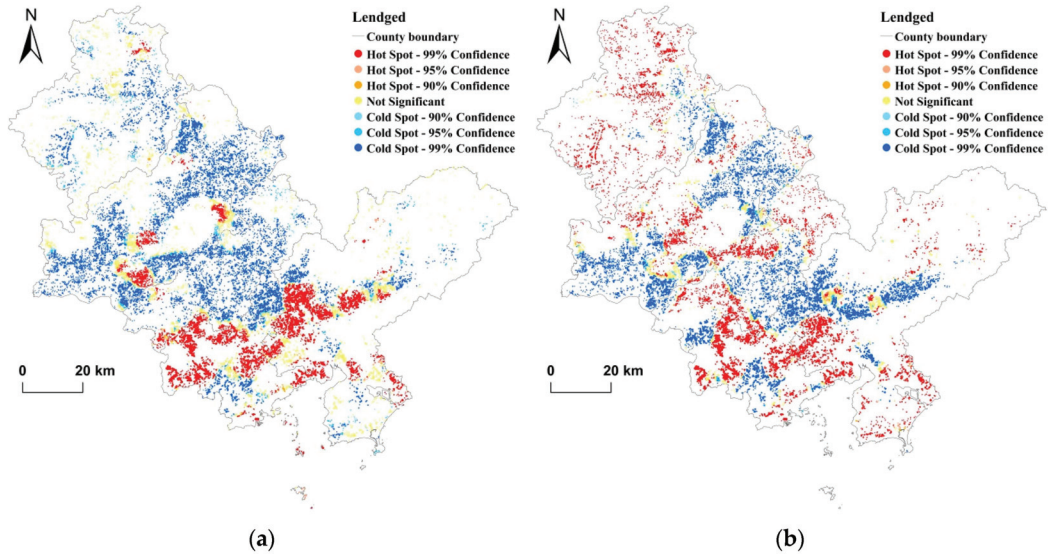 N
Lendged
County boundary
Hot Spot - 99% Confidence
Hot Spot - 95% Confidence
Hot Spot - 90% Confidence
Not Significant
Cold Spot - 90% Confidence
Cold Spot - 95% Confidence
Cold Spot - 99% Confidence
0 20 km
(a)
N
Lendged
County boundary
Hot Spot - 99% Confidence
Hot Spot - 95% Confidence
Hot Spot - 90% Confidence
Not Significant
Cold Spot - 90% Confidence
Cold Spot - 95% Confidence
Cold Spot - 99% Confidence
0 20 km
(b)